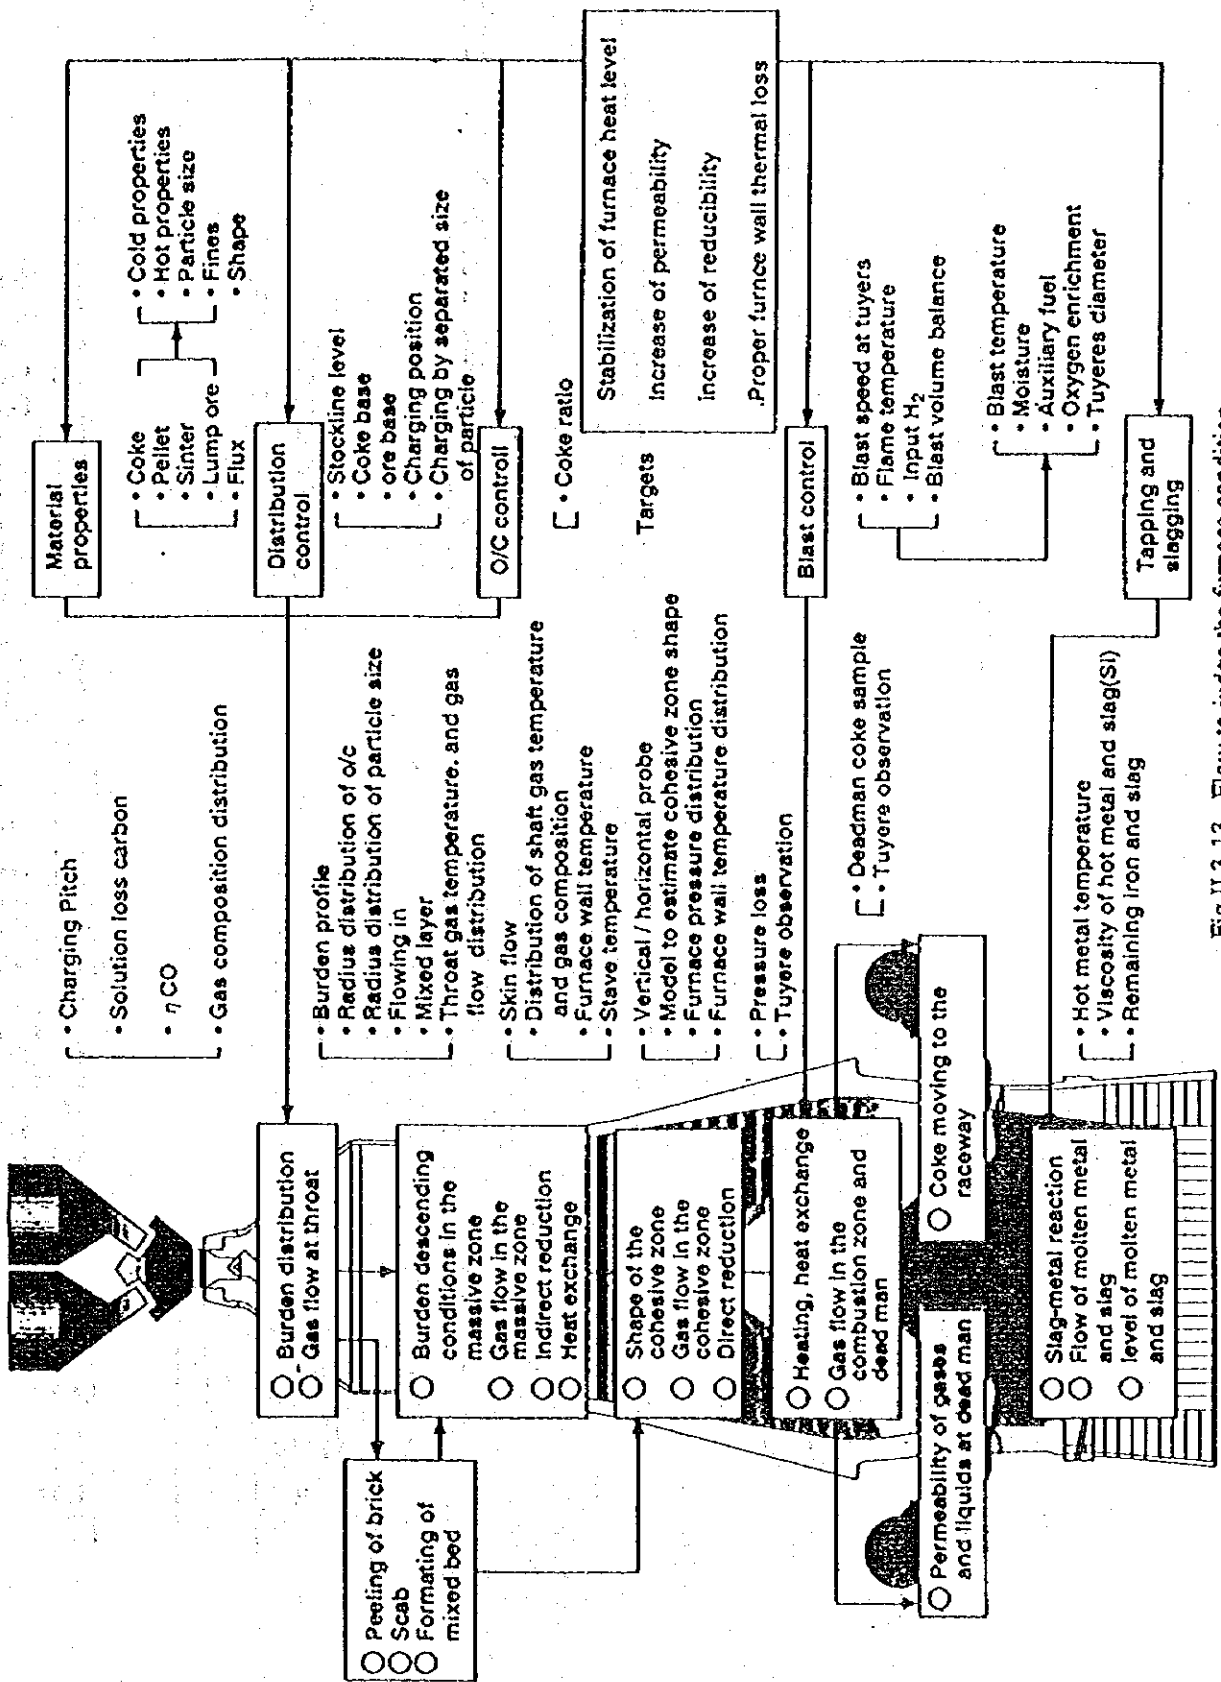 • Charging Pitch
• Solution loss carbon
• η CO
• Gas composition distribution
Material
properties
• Coke
• Pellet
• Sinter
• Lump ore
• Flux
• Cold properties
• Hot properties
• Particle size
• Fines
• Shape
○ Burden distribution
○ Gas flow at throat
• Burden profile
• Radius distribution of o/c
• Radius distribution of particle size
• Flowing in
• Mixed layer
• Throat gas temperature. and gas
flow distribution
Distribution
control
• Stockline level
• Coke base
• ore base
• Charging position
• Charging by separated size
of particle
○ Peeling of brick
○ Scab
○ Formating of
mixed bed
○ Burden descending
conditions in the
massive zone
○ Gas flow in the
massive zone
○ Indirect reduction
○ Heat exchange
• Skin flow
• Distribution of shaft gas temperature
and gas composition
• Furnace wall temperature
• Stave temperature
O/C controll
• Coke ratio
Targets
Stabilization of furnace heat level
Increase of permeability
increase of reducibility
.Proper furnce wall thermal loss
○ Shape of the
cohesive zone
○ Gas flow in the
cohesive zone
○ Direct reduction
• Vertical / horizontal probe
• Model to estimate cohesive zone shape
• Furnace pressure distribution
• Furnace wall temperature distribution
○ Heating, heat exchange
○ Gas flow in the
combustion zone and
dead man
• Pressure loss
• Tuyere observation
Blast control
• Blast speed at tuyers
• Flame temperature
• Input H₂
• Blast volume balance
• Blast temperature
• Moisture
• Auxiliary fuel
• Oxygen enrichment
• Tuyeres diameter
○ Permeability of gases
and liquids at dead man
○ Coke moving to the
raceway
• Deadman coke sample
• Tuyere observation
○ Slag-metal reaction
○ Flow of molten metal
and slag
○ level of molten metal
and slag
• Hot metal temperature
• Viscosity of hot metal and slag(Si)
• Remaining iron and slag
Tapping and
slagging
Fig II.2.12 Flow to judge the furnace condition